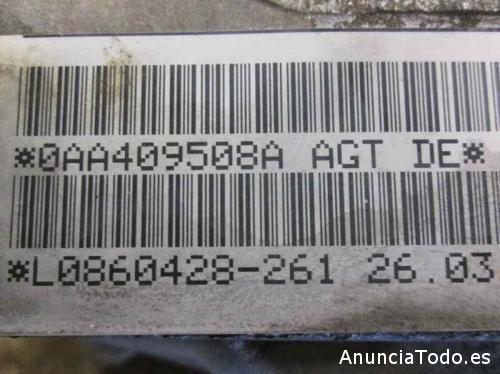 *0AA409508A AGT DE*
*L0860428-261 26.03
AnunciaTodo.es